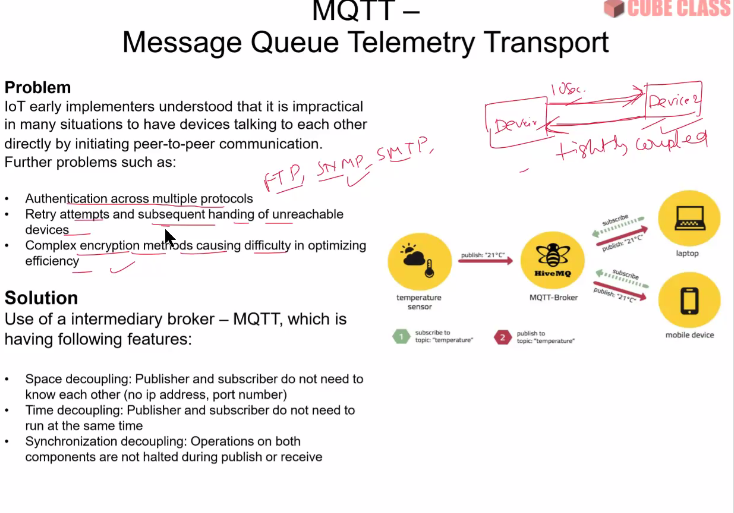 MQTT –
Message Queue Telemetry Transport
CUBE CLASS
Problem
IoT early implementers understood that it is impractical
in many situations to have devices talking to each other
directly by initiating peer-to-peer communication.
Further problems such as:
• Authentication across multiple protocols
• Retry attempts and subsequent handing of unreachable
devices
• Complex encryption methods causing difficulty in optimizing
efficiency
Solution
Use of a intermediary broker – MQTT, which is
having following features:
• Space decoupling: Publisher and subscriber do not need to
know each other (no ip address, port number)
• Time decoupling: Publisher and subscriber do not need to
run at the same time
• Synchronization decoupling: Operations on both
components are not halted during publish or receive
10sec.
Device 2
tightly coupled
FTP, SNMP, SMTP,
publish: "21°C"
temperature
sensor
HiveMQ
MQTT-Broker
subscribe
publish: "21°C"
laptop
subscribe
publish: "21°C"
mobile device
1 subscribe to
topic: "temperature"
2 publish to
topic: "temperature"